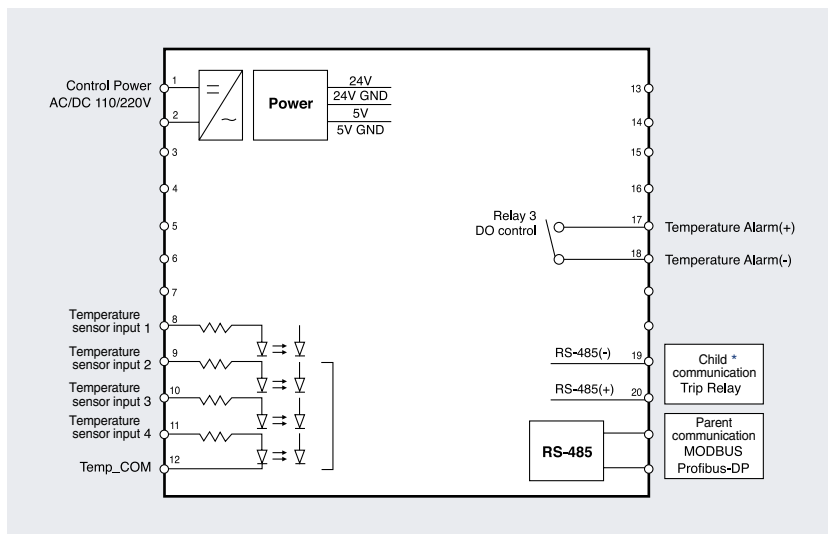 Control Power
AC/DC 110/220V
1
2
3
4
5
6
7
Power
24V
24V GND
5V
5V GND
Temperature
sensor input 1
8
Temperature
sensor input 2
9
Temperature
sensor input 3
10
Temperature
sensor input 4
11
Temp_COM
12
13
14
15
16
Relay 3
DO control
17
Temperature Alarm(+)
18
Temperature Alarm(-)
RS-485(-)
19
RS-485(+)
20
Child *
communication
Trip Relay
RS-485
Parent
communication
MODBUS
Profibus-DP